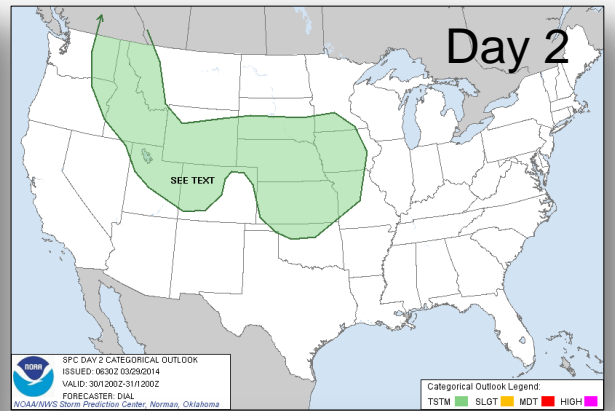 Day 2
SEE TEXT
NOAA
SPC DAY 2 CATEGORICAL OUTLOOK
ISSUED: 0630Z 03/29/2014
VALID: 30/1200Z-31/1200Z
FORECASTER: DIAL
NOAA/NWS Storm Prediction Center, Norman, Oklahoma
Categorical Outlook Legend:
TSTM SLGT MDT HIGH